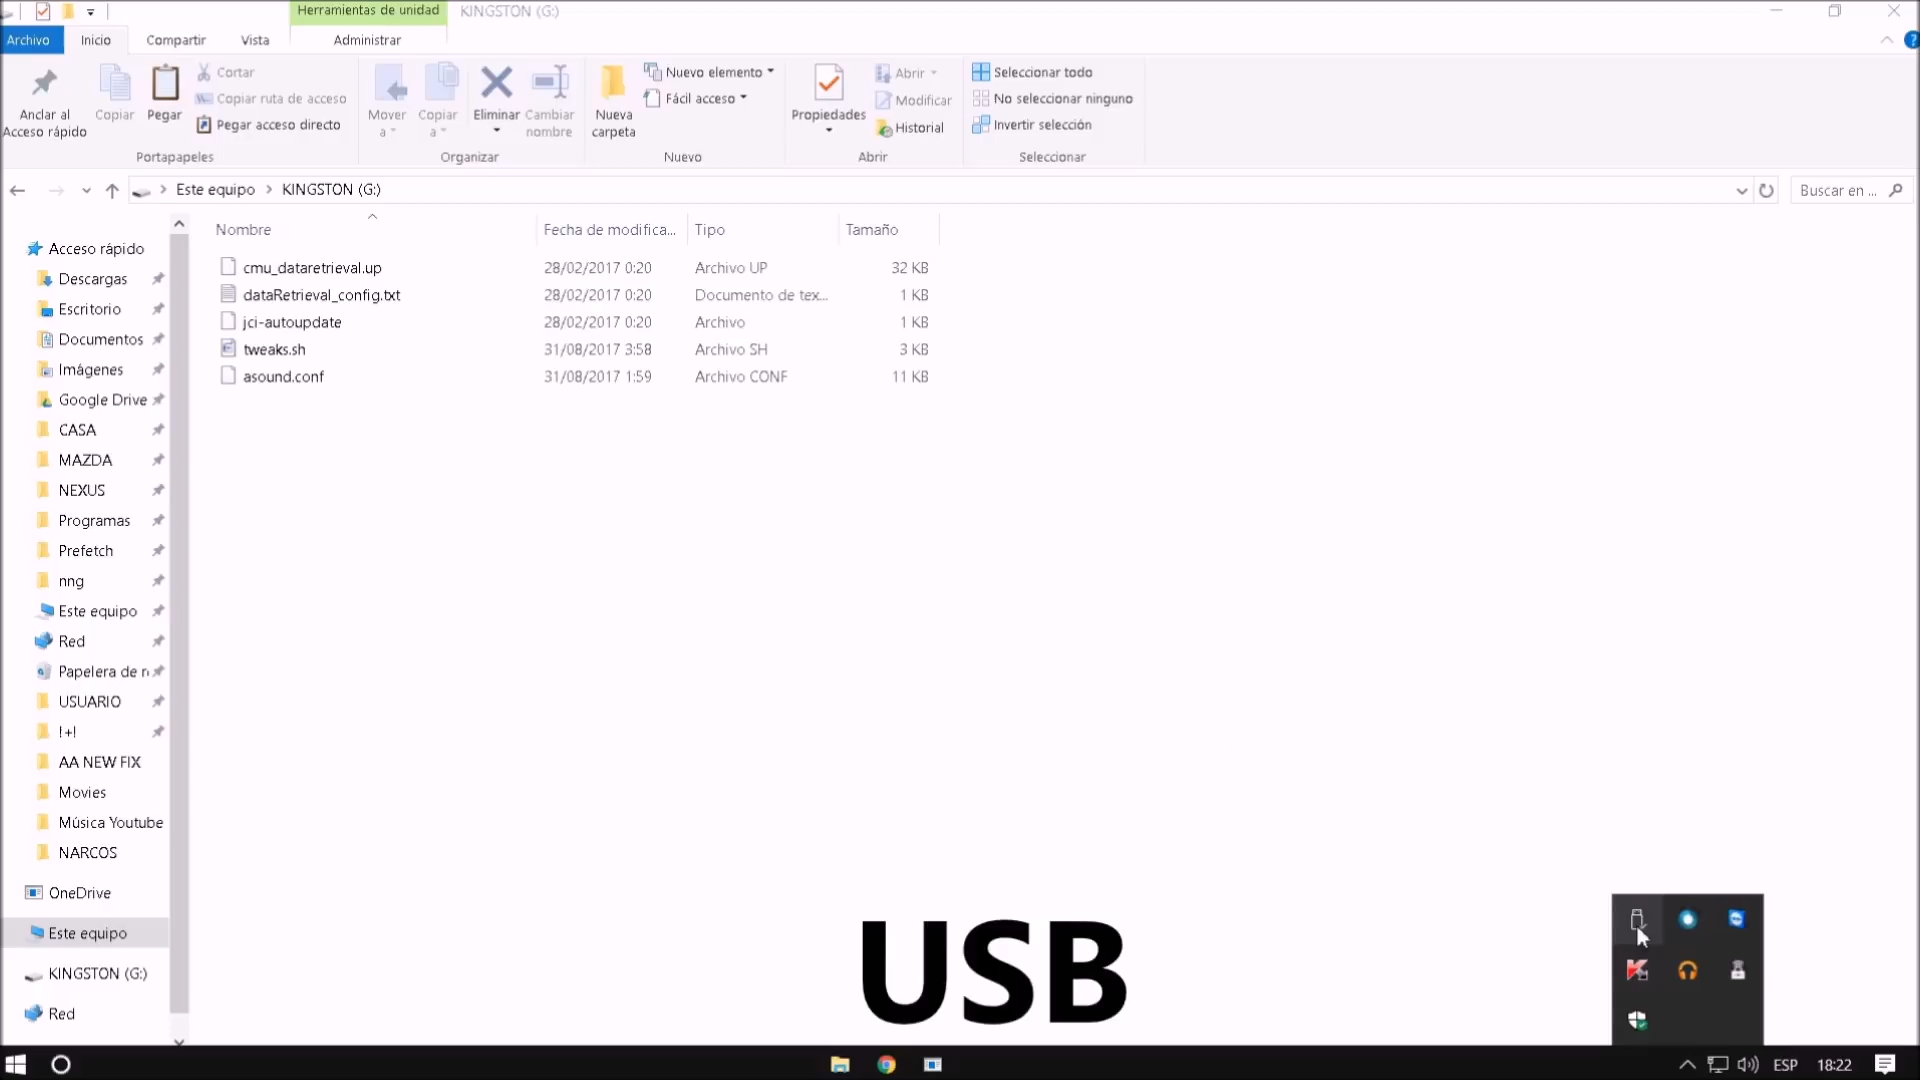 Herramientas de unidad
KINGSTON (G:)
Archivo
Inicio
Compartir
Vista
Administrar
Anclar al
Acceso rápido
Copiar
Pegar
Cortar
Copiar ruta de acceso
Pegar acceso directo
Portapapeles
Mover
a
Copiar
a
Eliminar
Cambiar
nombre
Organizar
Nueva
carpeta
Nuevo elemento
Fácil acceso
Nuevo
Propiedades
Abrir
Modificar
Historial
Abrir
Seleccionar todo
No seleccionar ninguno
Invertir selección
Seleccionar
Este equipo > KINGSTON (G:)
Buscar en ...
Nombre Fecha de modifica... Tipo Tamaño
cmu_dataretrieval.up 28/02/2017 0:20 Archivo UP 32 KB
dataRetrieval_config.txt 28/02/2017 0:20 Documento de tex... 1 KB
jci-autoupdate 28/02/2017 0:20 Archivo 1 KB
tweaks.sh 31/08/2017 3:58 Archivo SH 3 KB
asound.conf 31/08/2017 1:59 Archivo CONF 11 KB
Acceso rápido
Descargas
Escritorio
Documentos
Imágenes
Google Drive
CASA
MAZDA
NEXUS
Programas
Prefetch
nng
Este equipo
Red
Papelera de r
USUARIO
!+!
AA NEW FIX
Movies
Música Youtube
NARCOS
OneDrive
Este equipo
KINGSTON (G:)
Red
USB
ESP 18:22